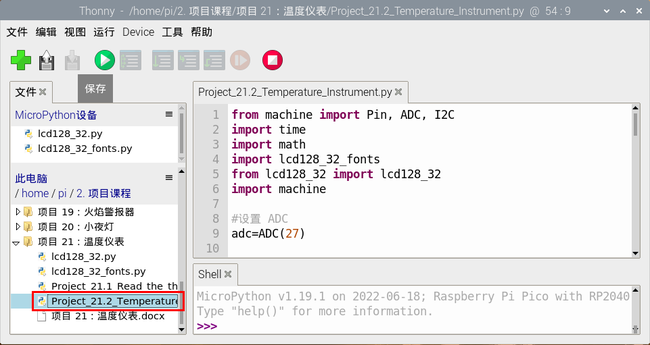 Thonny - /home/pi/2. 项目课程/项目 21：温度仪表/Project_21.2_Temperature_Instrument.py @ 54 : 9
文件 编辑 视图 运行 Device 工具 帮助
保存
文件
MicroPython设备
lcd128_32.py
lcd128_32_fonts.py
此电脑
/ home / pi / 2. 项目课程
项目 19：火焰警报器
项目 20：小夜灯
项目 21：温度仪表
lcd128_32.py
lcd128_32_fonts.py
Project_21.1_Read the th
Project_21.2_Temperature
项目 21：温度仪表.docx
Project_21.2_Temperature_Instrument.py
1 from machine import Pin, ADC, I2C
2 import time
3 import math
4 import lcd128_32_fonts
5 from lcd128_32 import lcd128_32
6 import machine
7
8 #设置 ADC
9 adc=ADC(27)
10
Shell
MicroPython v1.19.1 on 2022-06-18; Raspberry Pi Pico with RP2040
Type "help()" for more information.
>>>